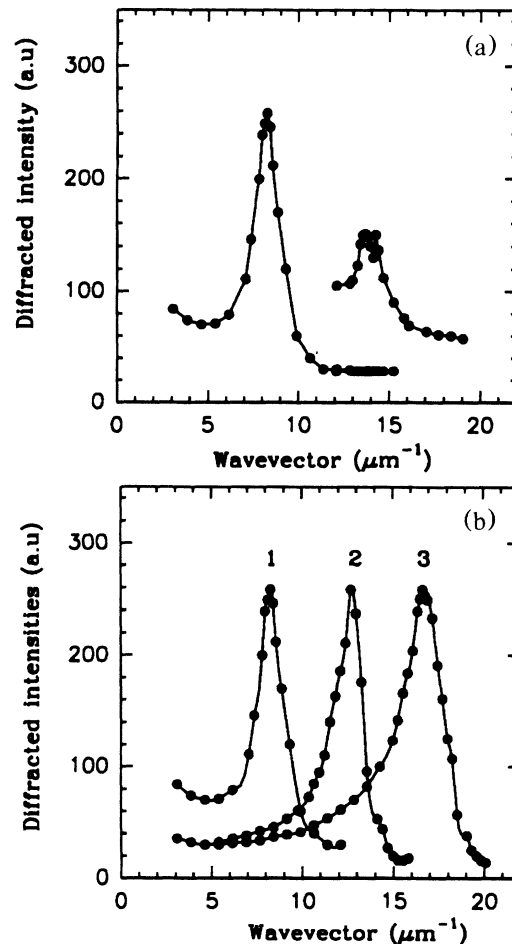 (a)
300
200
100
0
Diffracted intensity (a.u)
0 5 10 15 20
Wavevector (μm⁻¹)
(b)
1 2 3
300
200
100
0
Diffracted intensities (a.u)
0 5 10 15 20
Wavevector (μm⁻¹)